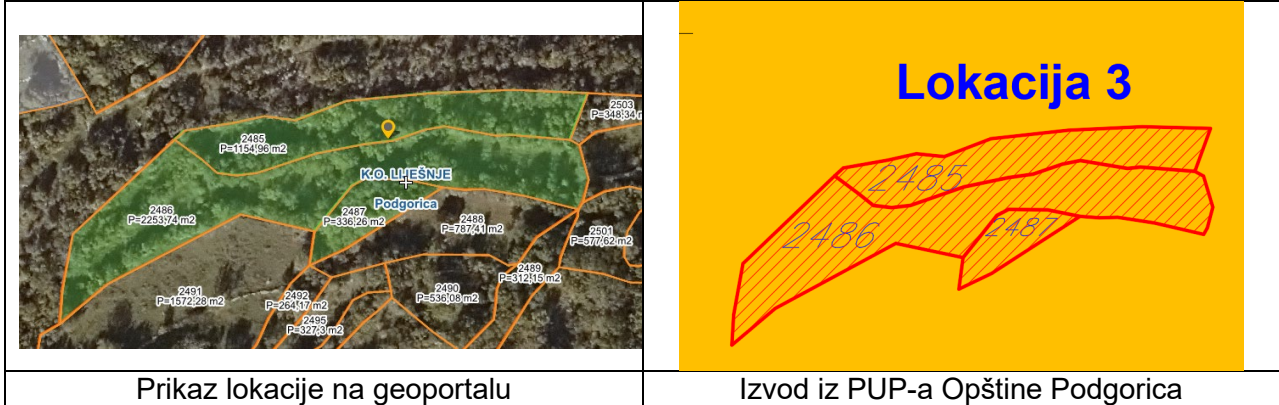 2503
P=348,34 m
2485
P=1154,96 m2
K.O. LIJEŠNJE
Podgorica
2486
P=2253,74 m2
2487
P=336,26 m2
2488
P=787,41 m2
2501
P=577,62 m2
2489
P=312,15 m2
2490
P=536,08 m2
2491
P=1572,28 m2
2492
P=264,17 m2
2495
P=327,3 m2
Lokacija 3
2485
2486
2487
Prikaz lokacije na geoportalu
Izvod iz PUP-a Opštine Podgorica